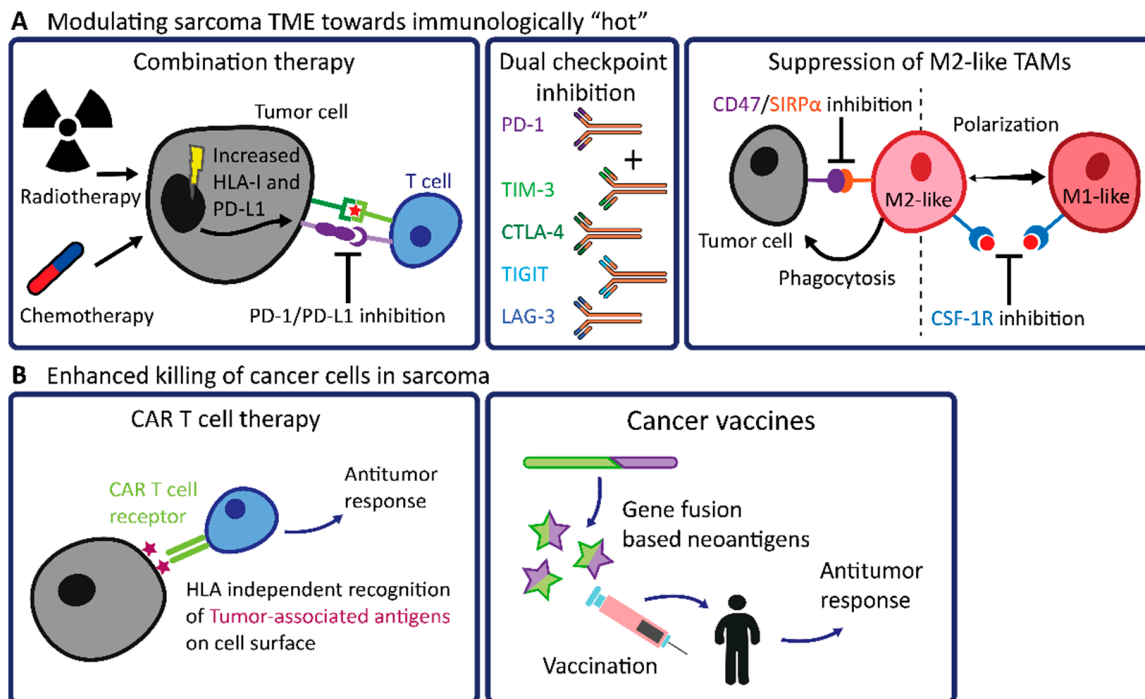 A Modulating sarcoma TME towards immunologically “hot”
Combination therapy
Tumor cell
Increased
HLA-I and
PD-L1
T cell
Radiotherapy
Chemotherapy
PD-1/PD-L1 inhibition
Dual checkpoint
inhibition
PD-1
+
TIM-3
CTLA-4
TIGIT
LAG-3
Suppression of M2-like TAMs
CD47/SIRPα inhibition
Polarization
M2-like
M1-like
Tumor cell
Phagocytosis
CSF-1R inhibition
B Enhanced killing of cancer cells in sarcoma
CAR T cell therapy
CAR T cell
receptor
Antitumor
response
HLA independent recognition
of Tumor-associated antigens
on cell surface
Cancer vaccines
Gene fusion
based neoantigens
Antitumor
response
Vaccination